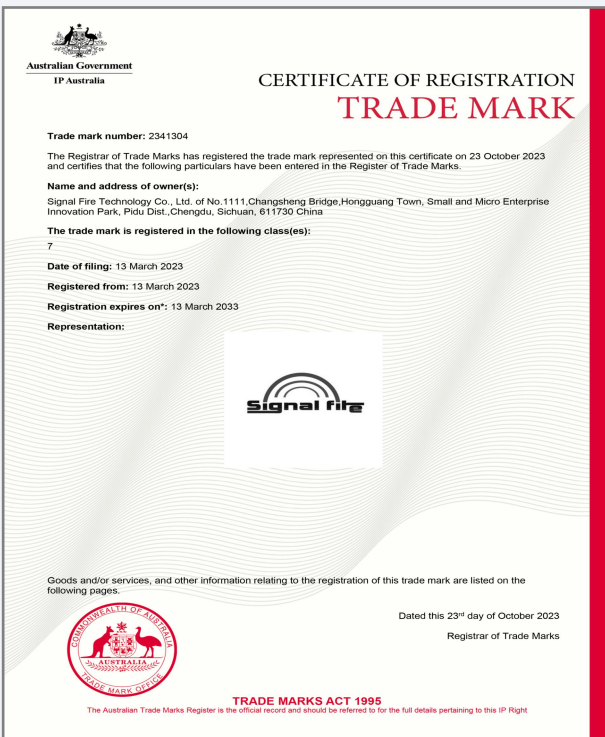 Australian Government
IP Australia
CERTIFICATE OF REGISTRATION
TRADE MARK
Trade mark number: 2341304
The Registrar of Trade Marks has registered the trade mark represented on this certificate on 23 October 2023
and certifies that the following particulars have been entered in the Register of Trade Marks.
Name and address of owner(s):
Signal Fire Technology Co., Ltd. of No.1111,Changsheng Bridge,Hongguang Town, Small and Micro Enterprise
Innovation Park, Pidu Dist.,Chengdu, Sichuan, 611730 China
The trade mark is registered in the following class(es):
7
Date of filing: 13 March 2023
Registered from: 13 March 2023
Registration expires on*: 13 March 2033
Representation:
Signal fire
Goods and/or services, and other information relating to the registration of this trade mark are listed on the
following pages.
Dated this 23rd day of October 2023
Registrar of Trade Marks
COMMONWEALTH OF AUSTRALIA
AUSTRALIA
TRADE MARK OFFICE
TRADE MARKS ACT 1995
The Australian Trade Marks Register is the official record and should be referred to for the full details pertaining to this IP Right